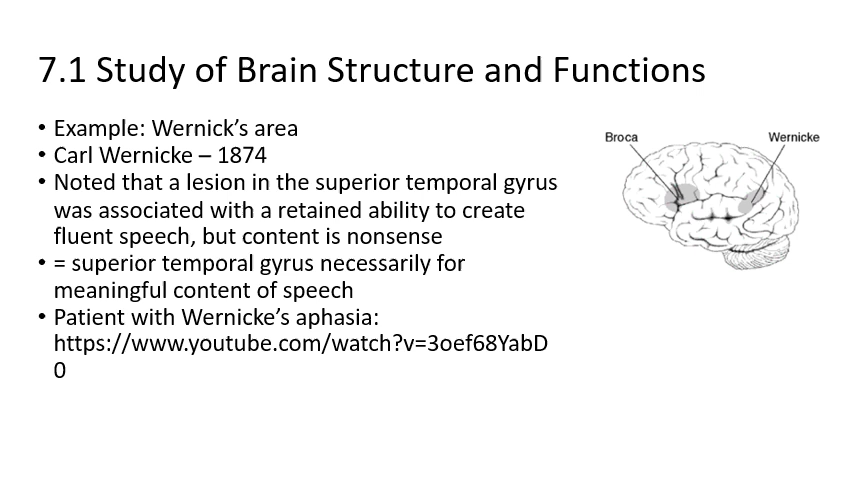 7.1 Study of Brain Structure and Functions
• Example: Wernick’s area
• Carl Wernicke – 1874
• Noted that a lesion in the superior temporal gyrus
was associated with a retained ability to create
fluent speech, but content is nonsense
• = superior temporal gyrus necessarily for
meaningful content of speech
• Patient with Wernicke’s aphasia:
https://www.youtube.com/watch?v=3oef68YabD
0
Broca
Wernicke